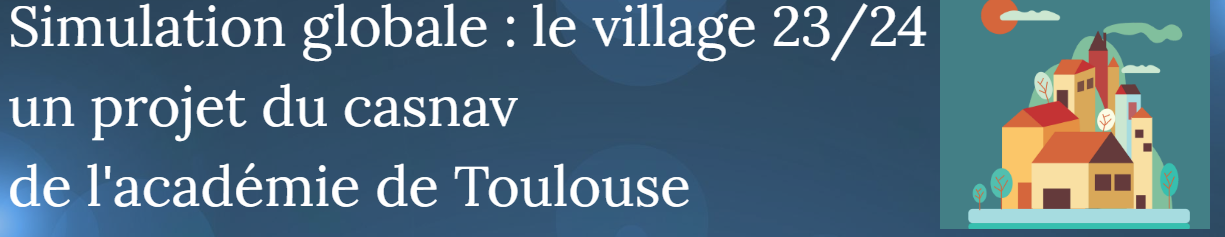 Simulation globale : le village 23/24
un projet du casnav
de l'académie de Toulouse